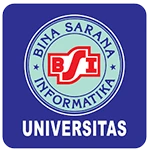 BINA SARANA
BSI
INFORMATIKA
UNIVERSITAS